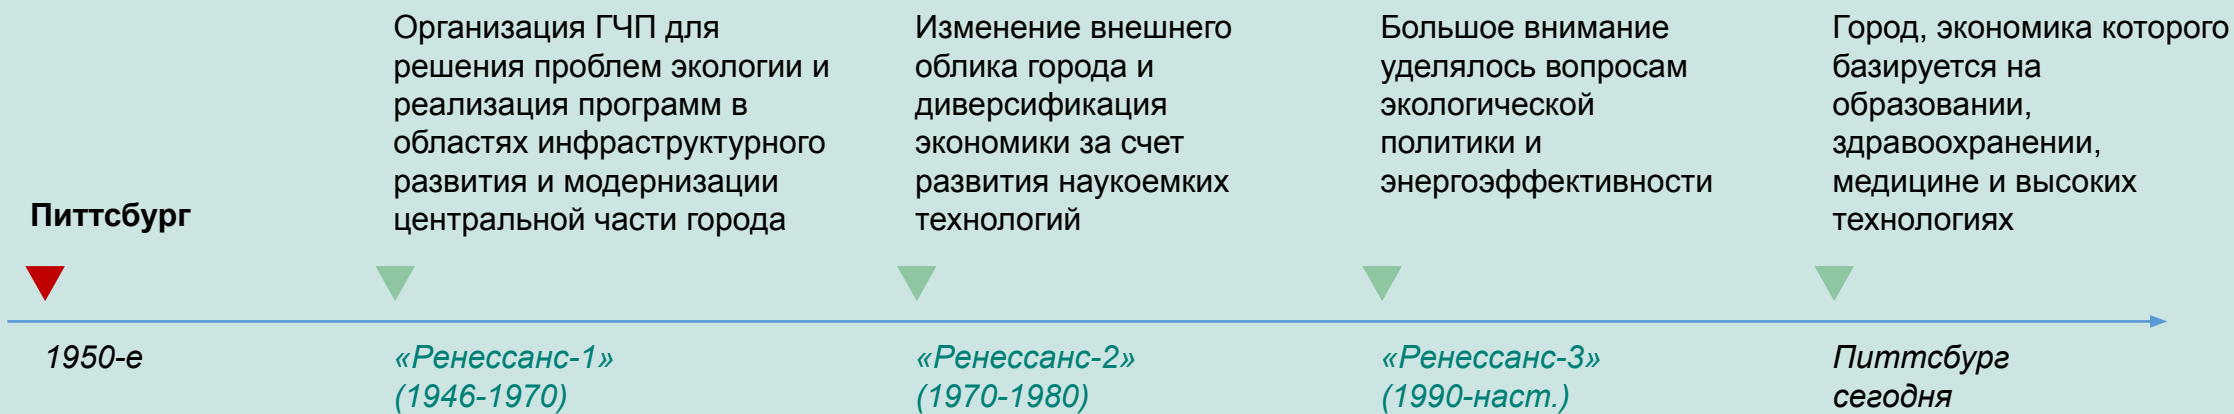 Питтсбург
1950-е
Организация ГЧП для
решения проблем экологии и
реализация программ в
областях инфраструктурного
развития и модернизации
центральной части города
«Ренессанс-1»
(1946-1970)
Изменение внешнего
облика города и
диверсификация
экономики за счет
развития наукоемких
технологий
«Ренессанс-2»
(1970-1980)
Большое внимание
уделялось вопросам
экологической
политики и
энергоэффективности
«Ренессанс-3»
(1990-наст.)
Город, экономика которого
базируется на
образовании,
здравоохранении,
медицине и высоких
технологиях
Питтсбург
сегодня